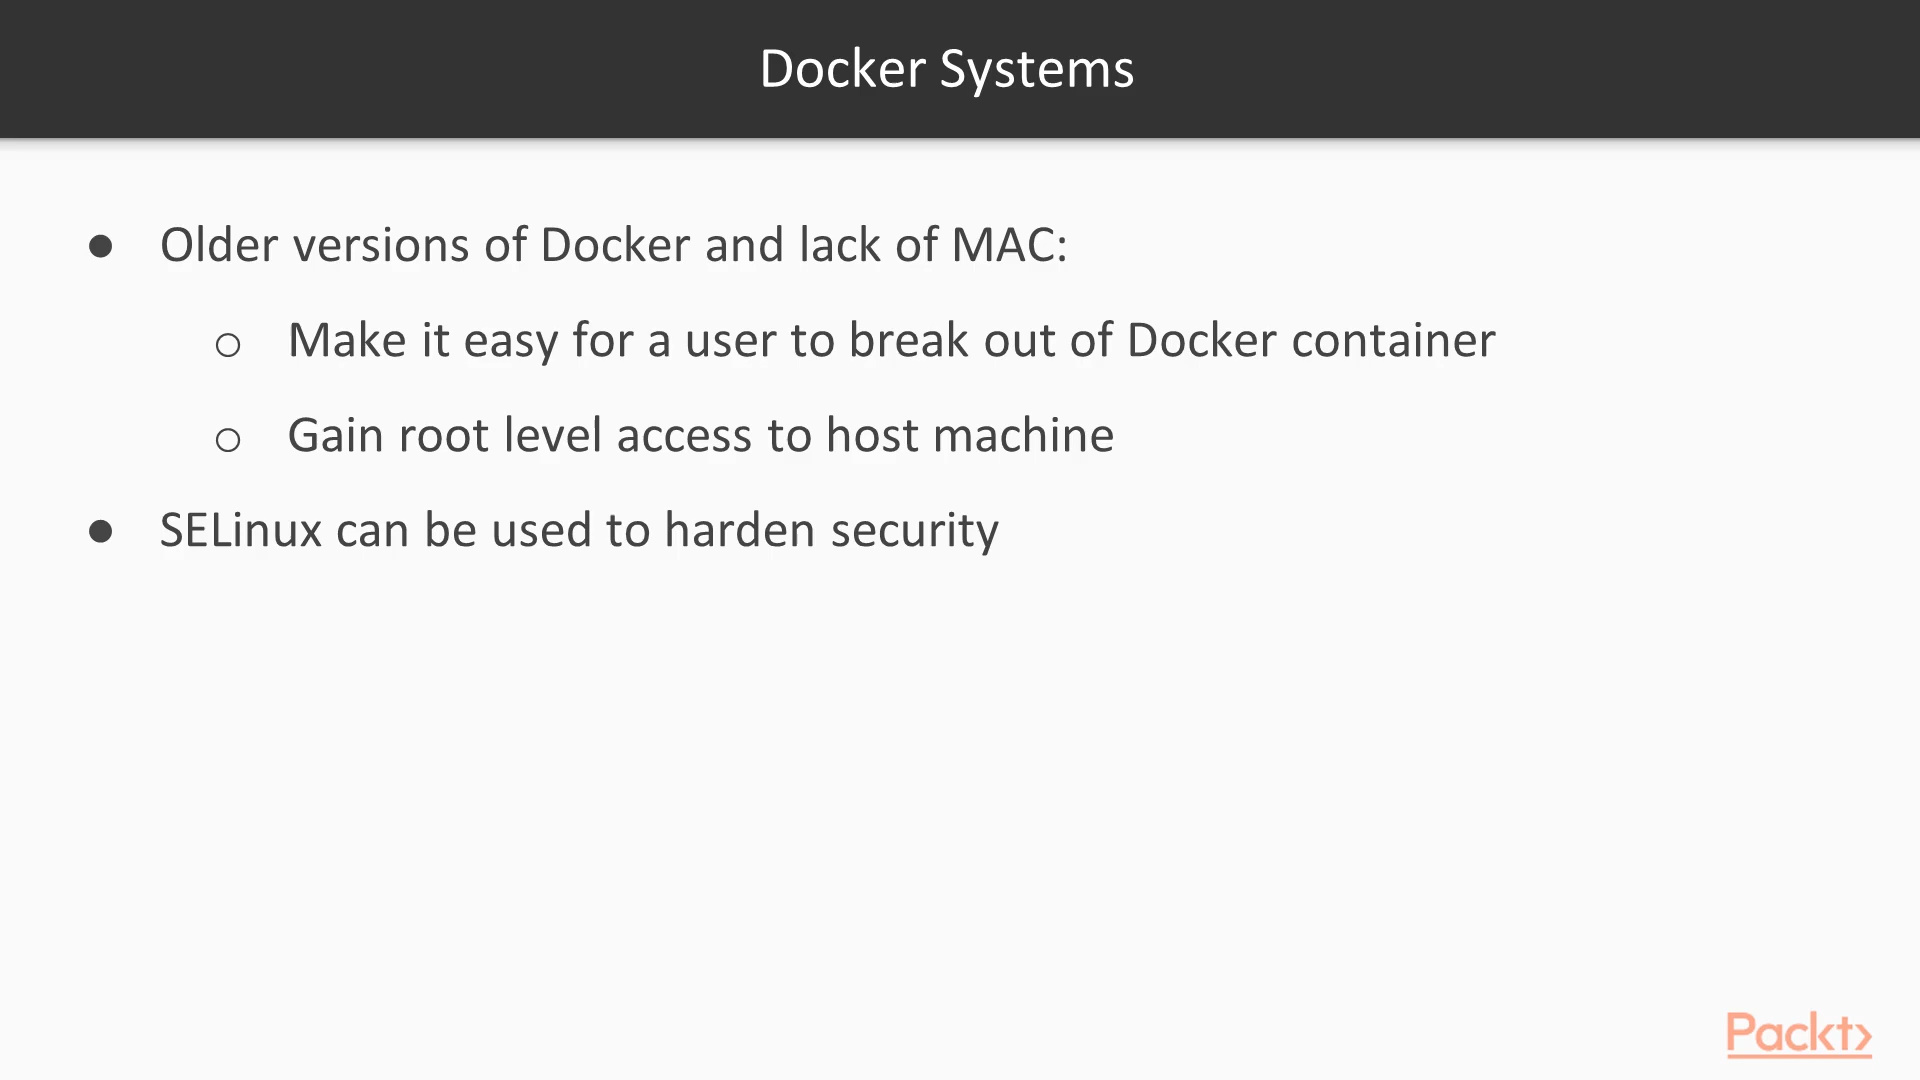 Docker Systems
● Older versions of Docker and lack of MAC:
○ Make it easy for a user to break out of Docker container
○ Gain root level access to host machine
● SELinux can be used to harden security
Packt>